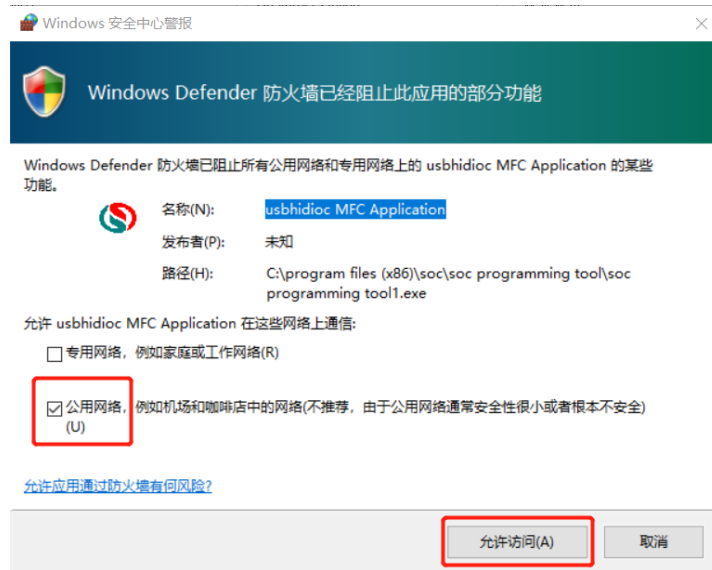 Windows 安全中心警报
Windows Defender 防火墙已经阻止此应用的部分功能
Windows Defender 防火墙已阻止所有公用网络和专用网络上的 usbhidioc MFC Application 的某些
功能。
名称(N): usbhidioc MFC Application
发布者(P): 未知
路径(H): C:\program files (x86)\soc\soc programming tool\soc
programming tool1.exe
允许 usbhidioc MFC Application 在这些网络上通信:
专用网络，例如家庭或工作网络(R)
公用网络，例如机场和咖啡店中的网络(不推荐，由于公用网络通常安全性很小或者根本不安全)
(U)
允许应用通过防火墙有何风险?
允许访问(A) 取消